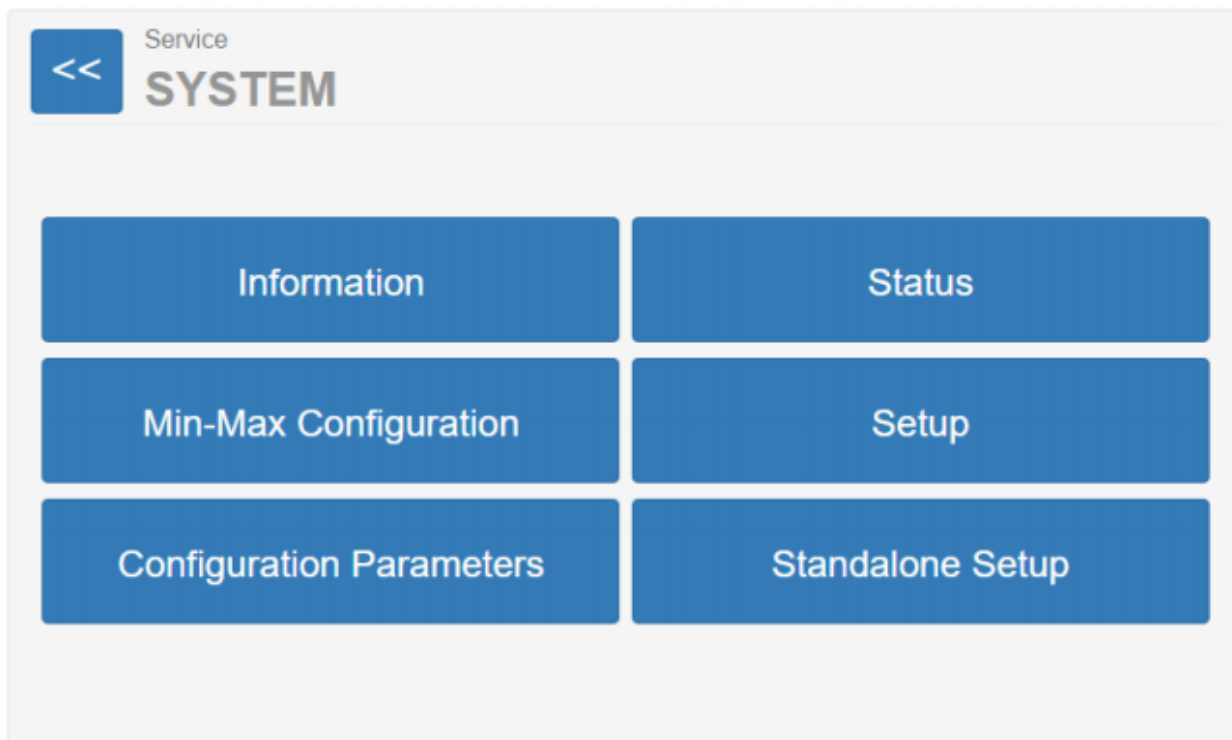 <<
Service
SYSTEM
Information
Status
Min-Max Configuration
Setup
Configuration Parameters
Standalone Setup